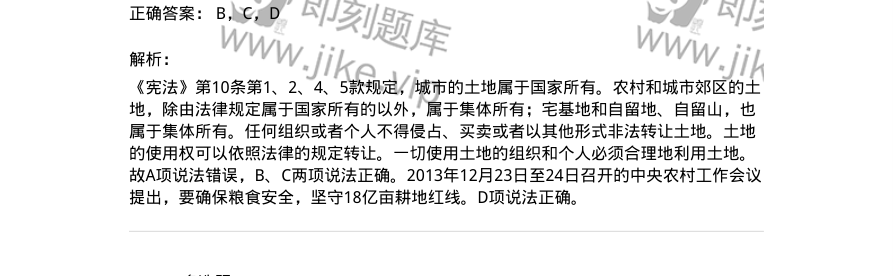 正确答案： B，C，D
即刻题库
www.jike.vip
解析：
《宪法》第10条第1、2、4、5款规定，城市的土地属于国家所有。农村和城市郊区的土
地，除由法律规定属于国家所有的以外，属于集体所有；宅基地和自留地、自留山，也
属于集体所有。任何组织或者个人不得侵占、买卖或者以其他形式非法转让土地。土地
的使用权可以依照法律的规定转让。一切使用土地的组织和个人必须合理地利用土地。
故A项说法错误，B、C两项说法正确。2013年12月23日至24日召开的中央农村工作会议
提出，要确保粮食安全，坚守18亿亩耕地红线。D项说法正确。